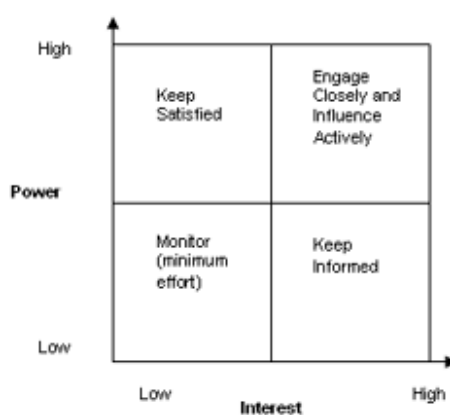 High
Keep
Satisfied
Engage
Closely and
Influence
Actively
Power
Monitor
(minimum
effort)
Keep
Informed
Low
Low
Interest
High